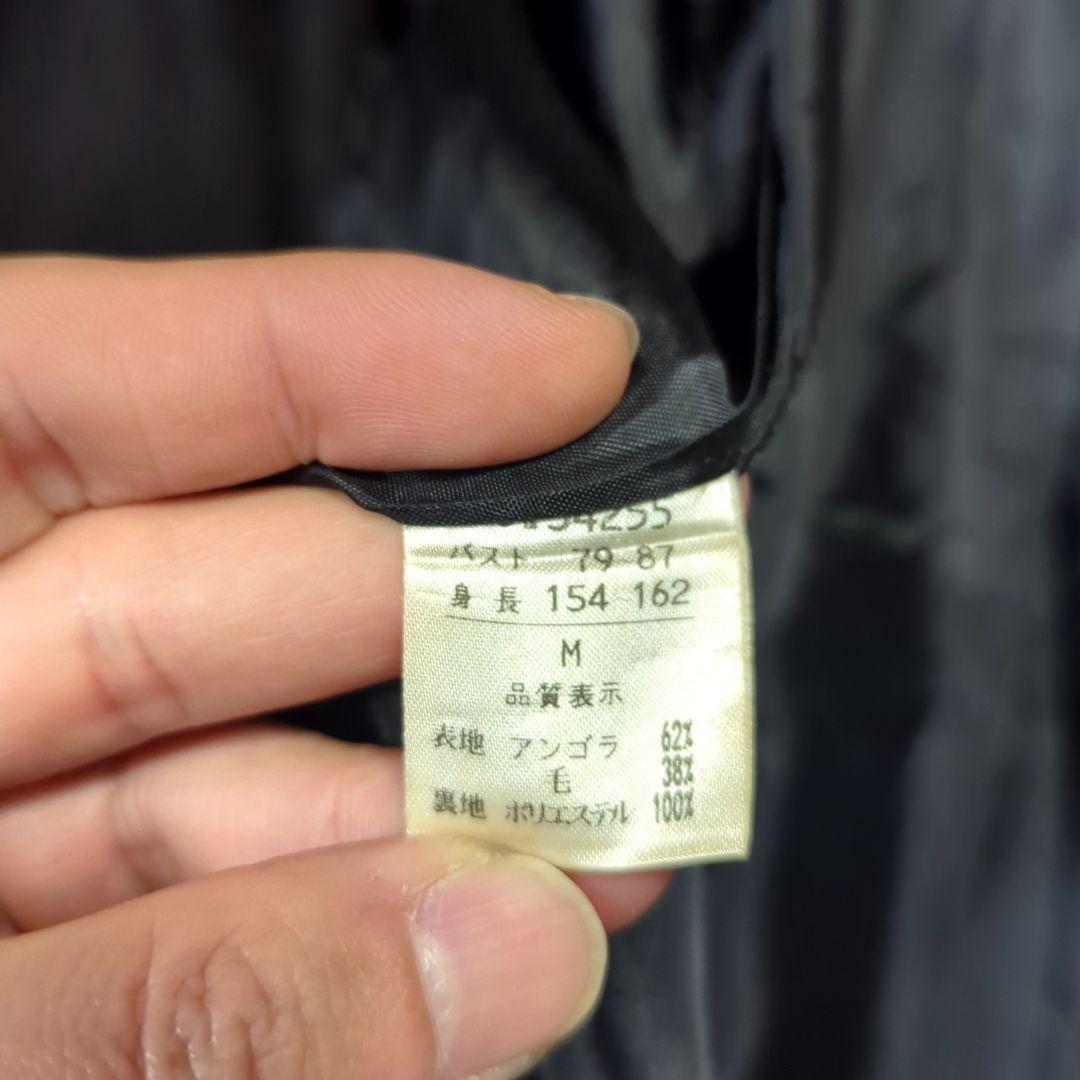 54255
バスト 79 87
身長 154 162
M
品質表示
表地 アンゴラ 62%
毛 38%
裏地 ポリエステル 100%